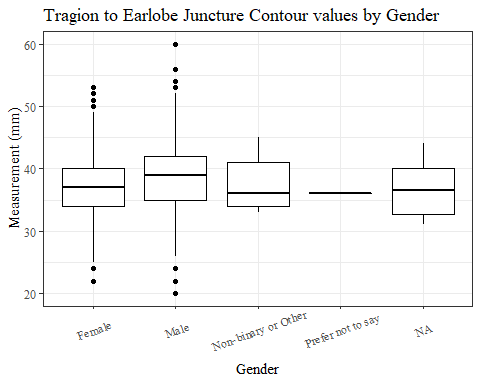 Tragion to Earlobe Juncture Contour values by Gender
Measurement (mm)
60
50
40
30
20
Female
Male
Non-binary or Other
Prefer not to say
NA
Gender